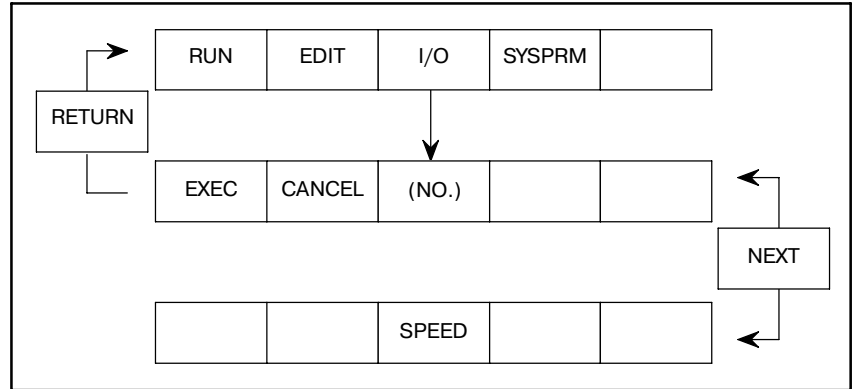 RUN EDIT I/O SYSPRM
RETURN
EXEC CANCEL (NO.)
NEXT
SPEED